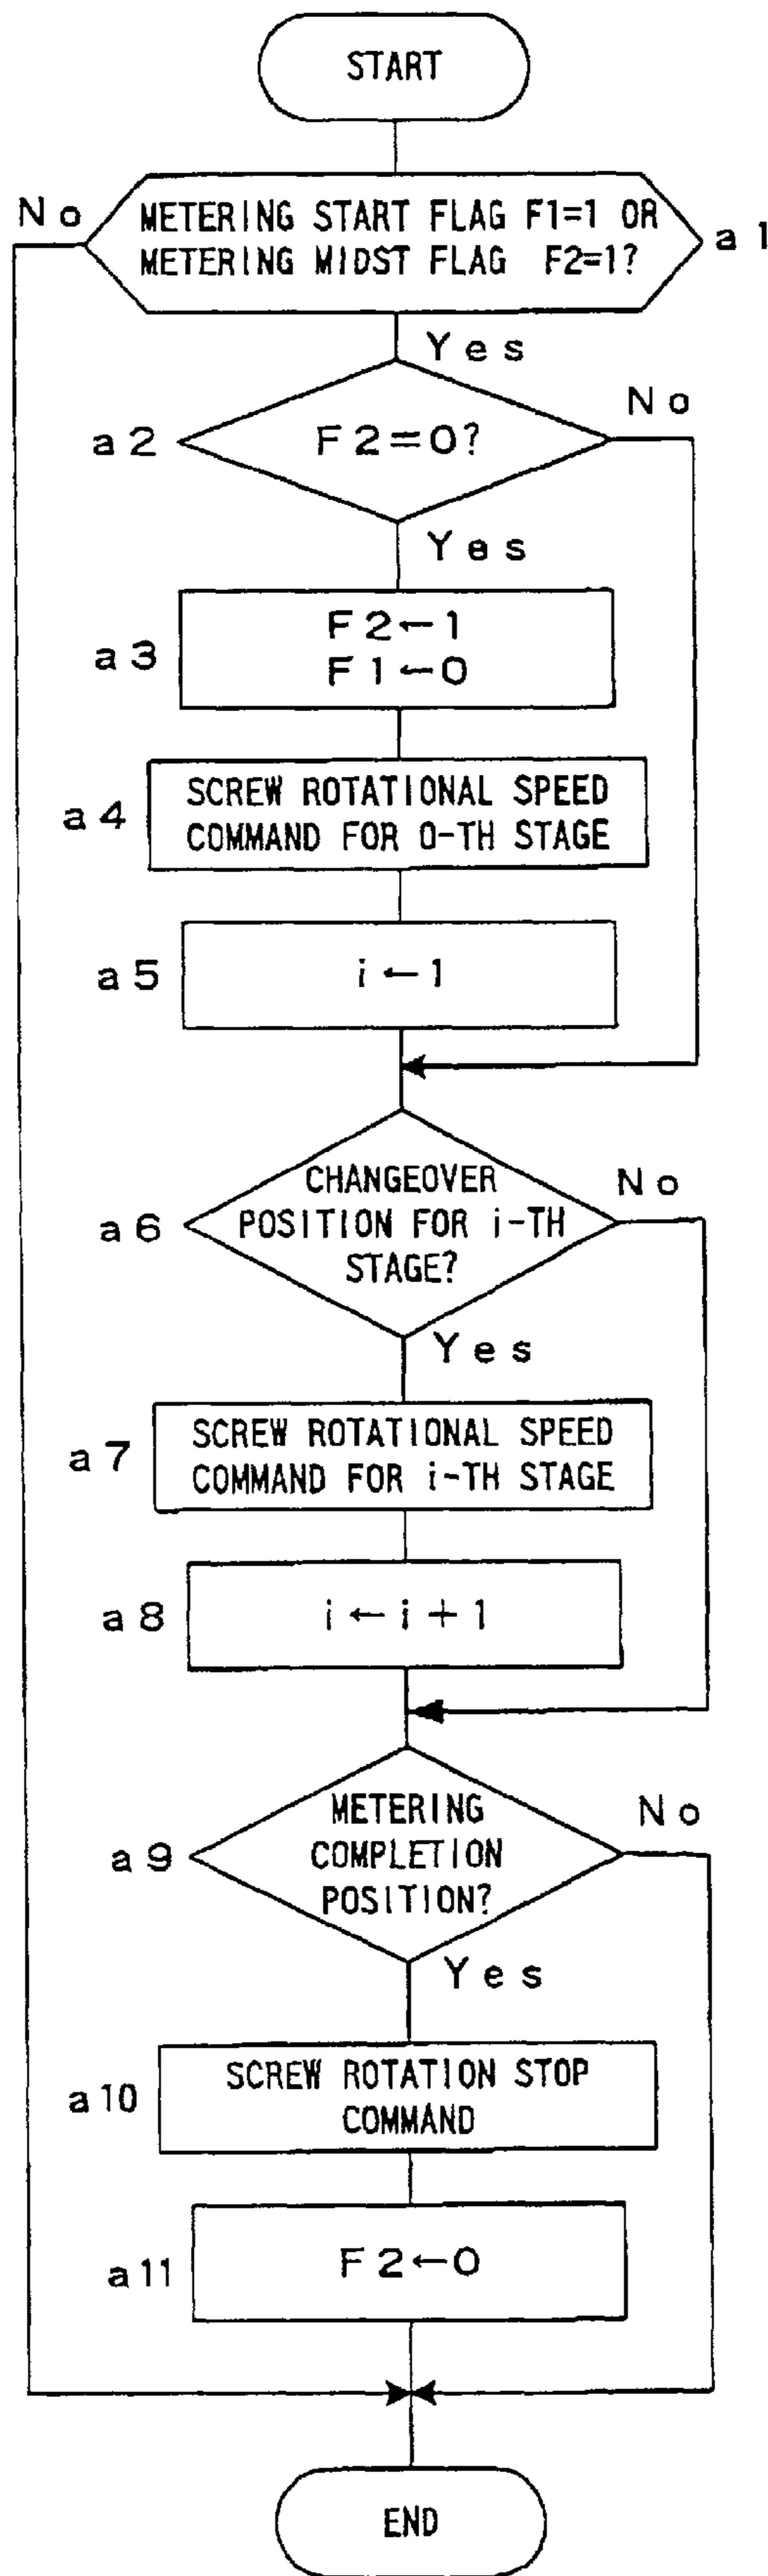 START
No
METERING START FLAG F1=1 OR
METERING MIDST FLAG F2=1?
a1
Yes
No
a2
F2=0?
Yes
a3
F2←1
F1←0
a4
SCREW ROTATIONAL SPEED
COMMAND FOR 0-TH STAGE
a5
i←1
CHANGEOVER
No
a6
POSITION FOR i-TH
STAGE?
Yes
a7
SCREW ROTATIONAL SPEED
COMMAND FOR i-TH STAGE
a8
i←i+1
METERING
No
a9
COMPLETION
POSITION?
Yes
a10
SCREW ROTATION STOP
COMMAND
a11
F2←0
END